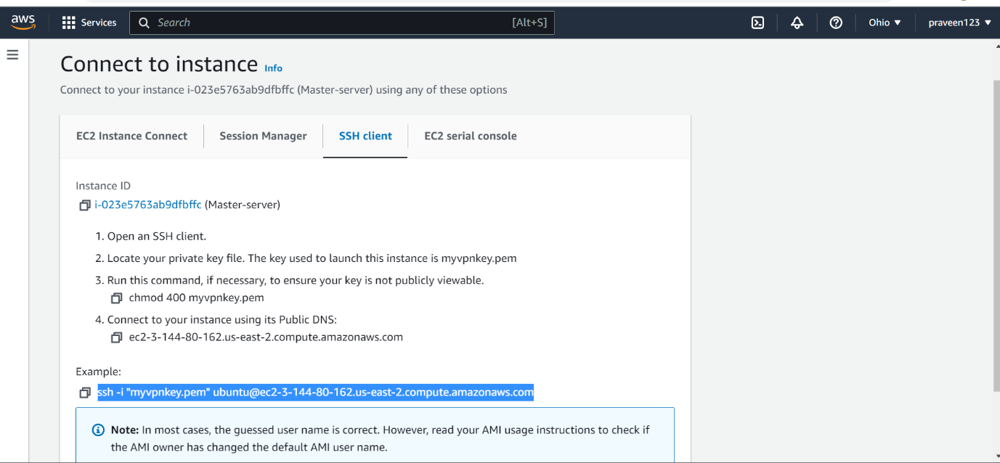 aws
Services
Search
[Alt+S]
Ohio
praveen123
Connect to instance Info
Connect to your instance i-023e5763ab9dfbffc (Master-server) using any of these options
EC2 Instance Connect
Session Manager
SSH client
EC2 serial console
Instance ID
i-023e5763ab9dfbffc (Master-server)
1. Open an SSH client.
2. Locate your private key file. The key used to launch this instance is myvpnkey.pem
3. Run this command, if necessary, to ensure your key is not publicly viewable.
chmod 400 myvpnkey.pem
4. Connect to your instance using its Public DNS:
ec2-3-144-80-162.us-east-2.compute.amazonaws.com
Example:
ssh -i "myvpnkey.pem" ubuntu@ec2-3-144-80-162.us-east-2.compute.amazonaws.com
Note: In most cases, the guessed user name is correct. However, read your AMI usage instructions to check if
the AMI owner has changed the default AMI user name.